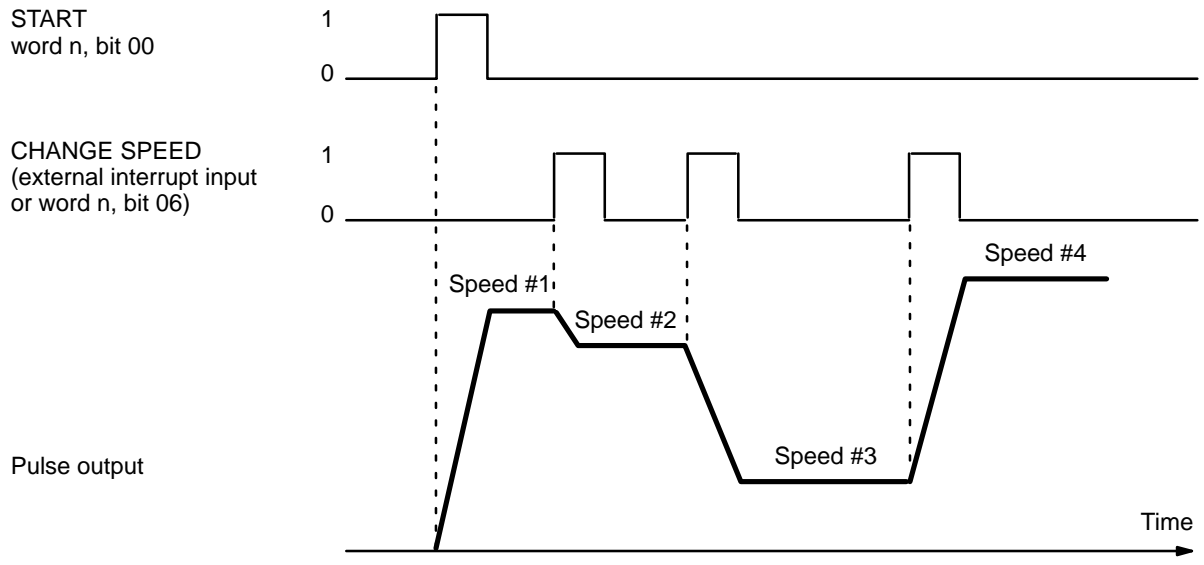 START
word n, bit 00
1
0
CHANGE SPEED
(external interrupt input
or word n, bit 06)
1
0
Speed #1
Speed #2
Speed #3
Speed #4
Pulse output
Time